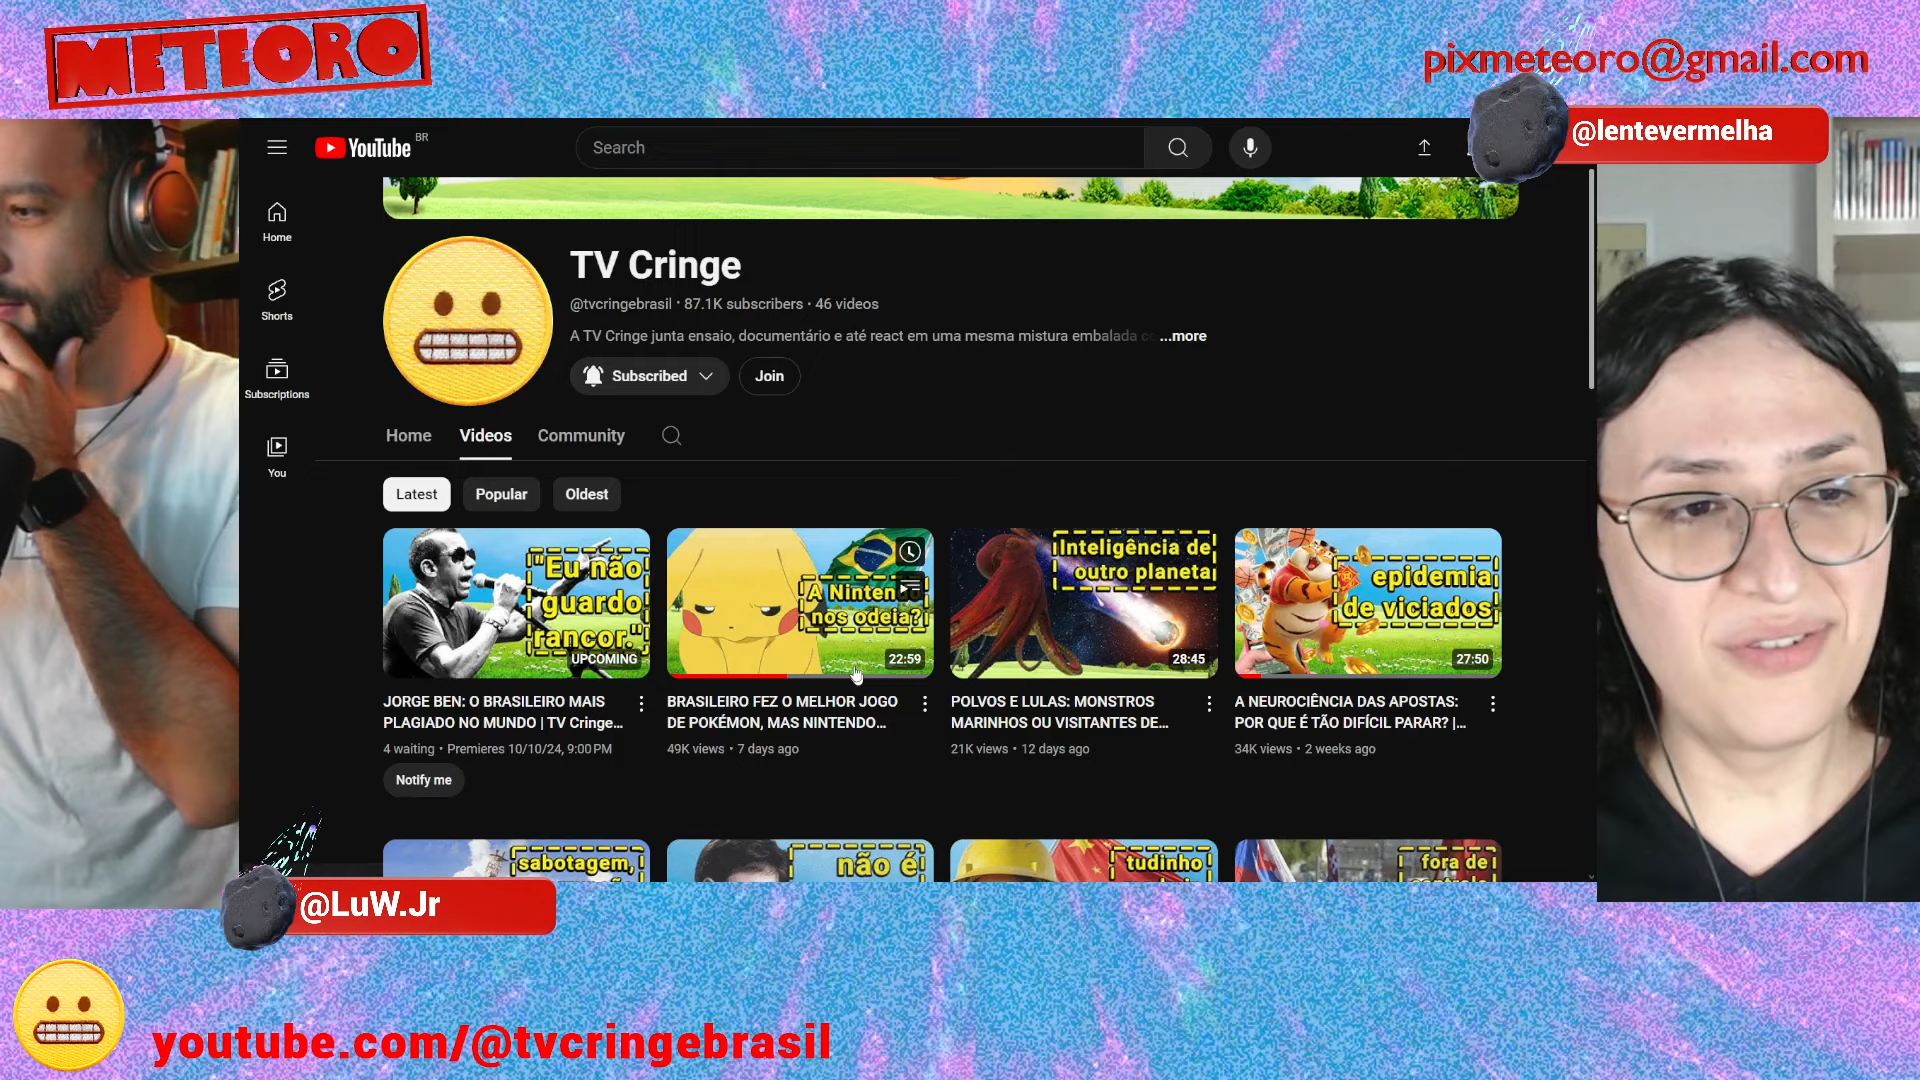 METEORO
pixmeteoro@gmail.com
@lentevermelha
YouTube BR
Search
Home
Shorts
Subscriptions
You
TV Cringe
@tvcringebrasil · 87.1K subscribers · 46 videos
A TV Cringe junta ensaio, documentário e até react em uma mesma mistura embalada ...more
Subscribed
Join
Home Videos Community
Latest Popular Oldest
"Eu não
guardo
rancor."
UPCOMING
nos odeia?
22:59
Inteligência de
outro planeta
28:45
epidemia
de viciados
27:50
JORGE BEN: O BRASILEIRO MAIS
PLAGIADO NO MUNDO | TV Cringe...
4 waiting · Premieres 10/10/24, 9:00 PM
Notify me
BRASILEIRO FEZ O MELHOR JOGO
DE POKÉMON, MAS NINTENDO...
49K views · 7 days ago
POLVOS E LULAS: MONSTROS
MARINHOS OU VISITANTES DE...
21K views · 12 days ago
A NEUROCIÊNCIA DAS APOSTAS:
POR QUE É TÃO DIFÍCIL PARAR? |...
34K views · 2 weeks ago
sabotagem,
não é
tudinho
fora de
@LuW.Jr
youtube.com/@tvcringebrasil